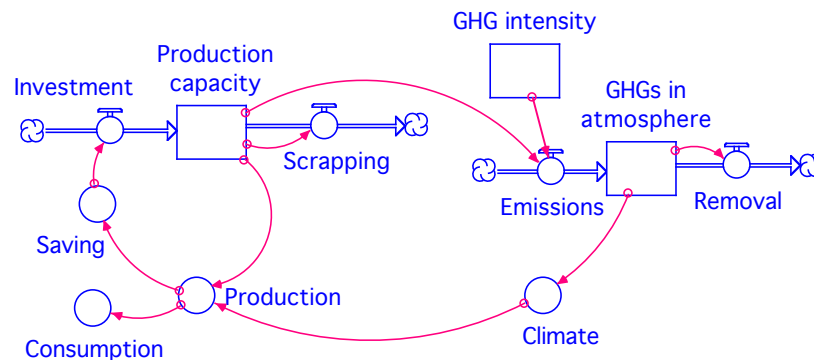 GHG intensity
Production
capacity
Investment
GHGs in
atmosphere
Scrapping
Emissions
Removal
Saving
Production
Climate
Consumption